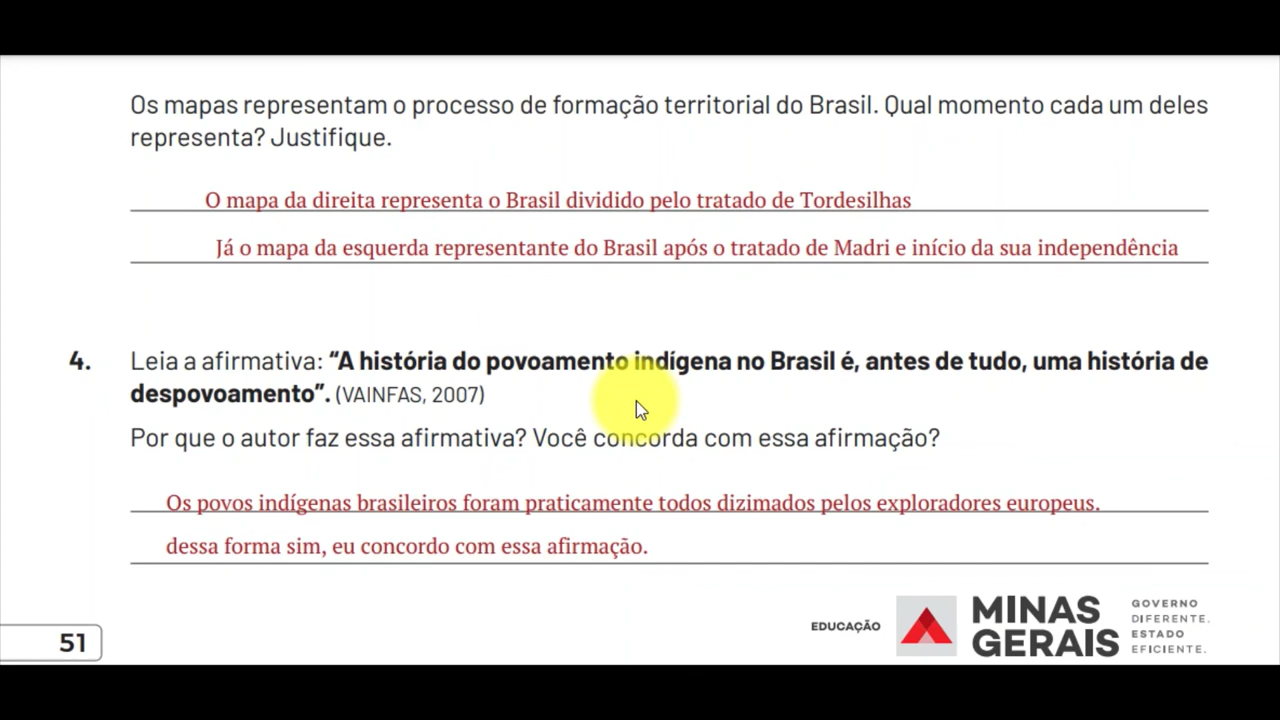 Os mapas representam o processo de formação territorial do Brasil. Qual momento cada um deles
representa? Justifique.
O mapa da direita representa o Brasil dividido pelo tratado de Tordesilhas
Já o mapa da esquerda representante do Brasil após o tratado de Madri e início da sua independência
4. Leia a afirmativa: “A história do povoamento indígena no Brasil é, antes de tudo, uma história de
despovoamento”. (VAINFAS, 2007)
Por que o autor faz essa afirmativa? Você concorda com essa afirmação?
Os povos indígenas brasileiros foram praticamente todos dizimados pelos exploradores europeus.
dessa forma sim, eu concordo com essa afirmação.
EDUCAÇÃO
MINAS
GERAIS
GOVERNO
DIFERENTE.
ESTADO
EFICIENTE.
51